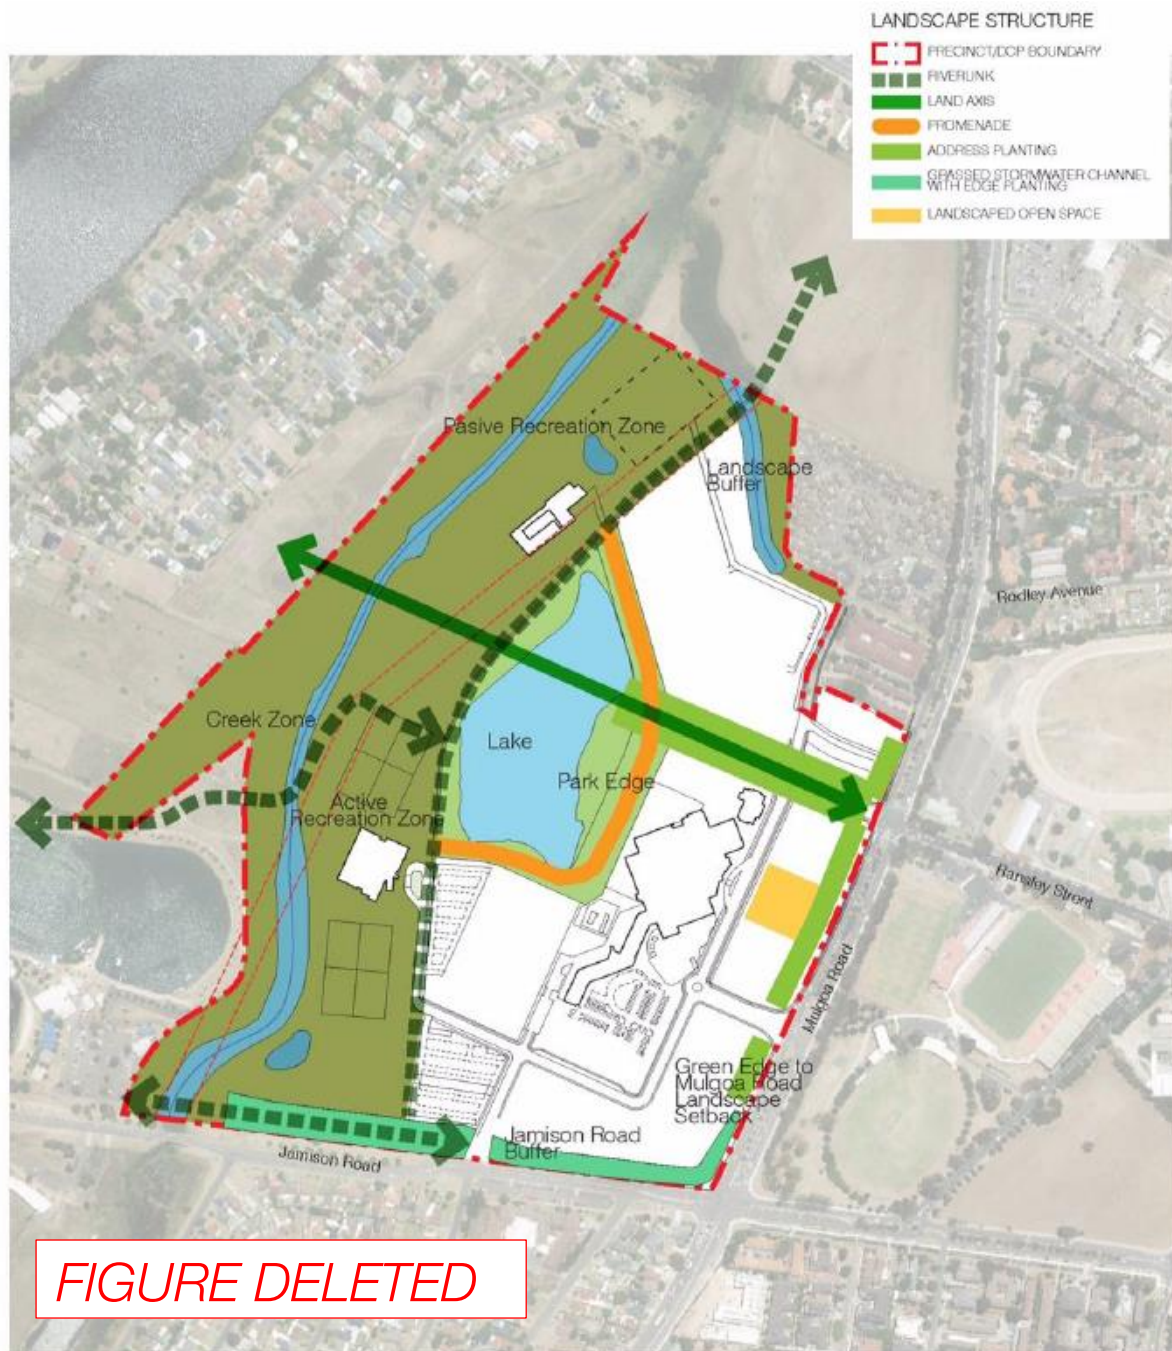 LANDSCAPE STRUCTURE
PRECINCT/DCP BOUNDARY
RIVERLINK
LAND AXIS
PROMENADE
ADDRESS PLANTING
GRASSED STORMWATER CHANNEL
WITH EDGE PLANTING
LANDSCAPED OPEN SPACE
Pasive Recreation Zone
Landscape
Buffer
Rodley Avenue
Creek Zone
Lake
Park Edge
Active
Recreation Zone
Ransley Street
Mulgoa Road
Green Edge to
Mulgoa Road
Landscape
Setback
Jamison Road
Buffer
Jamison Road
FIGURE DELETED